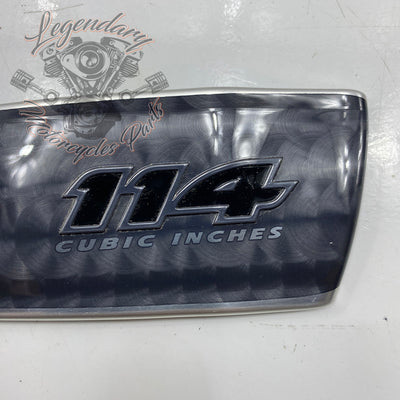 Legendary
Motorcycles Parts
114
CUBIC INCHES